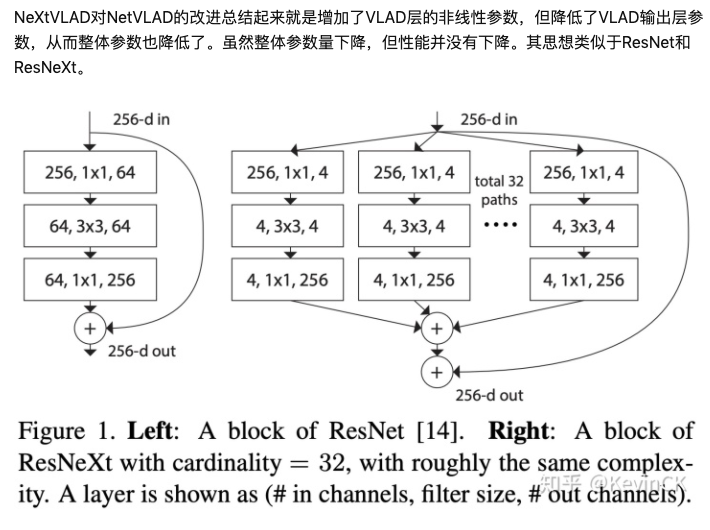 NeXtVLAD对NetVLAD的改进总结起来就是增加了VLAD层的非线性参数，但降低了VLAD输出层参
数，从而整体参数也降低了。虽然整体参数量下降，但性能并没有下降。其思想类似于ResNet和
ResNeXt。
256-d in
256, 1x1, 64
64, 3x3, 64
64, 1x1, 256
+
256-d out
256-d in
256, 1x1, 4
256, 1x1, 4
total 32
paths
256, 1x1, 4
4, 3x3, 4
4, 3x3, 4
....
4, 3x3, 4
4, 1x1, 256
4, 1x1, 256
4, 1x1, 256
+
+
256-d out
Figure 1. Left: A block of ResNet [14]. Right: A block of
ResNeXt with cardinality = 32, with roughly the same complex-
ity. A layer is shown as (# in channels, filter size, # out channels).
知乎 @KevinCK